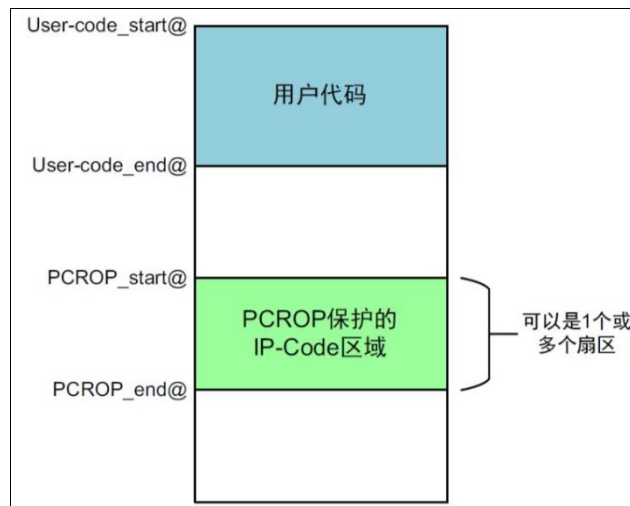 User-code_start@
用户代码
User-code_end@
PCROP_start@
PCROP保护的
IP-Code区域
可以是1个或
多个扇区
PCROP_end@